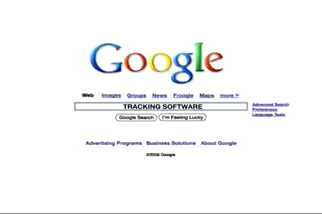 Google
Web Images Groups News Froogle Maps more »
TRACKING SOFTWARE
Advanced Search
Preferences
Language Tools
Google Search I'm Feeling Lucky
Advertising Programs Business Solutions About Google
©2006 Google